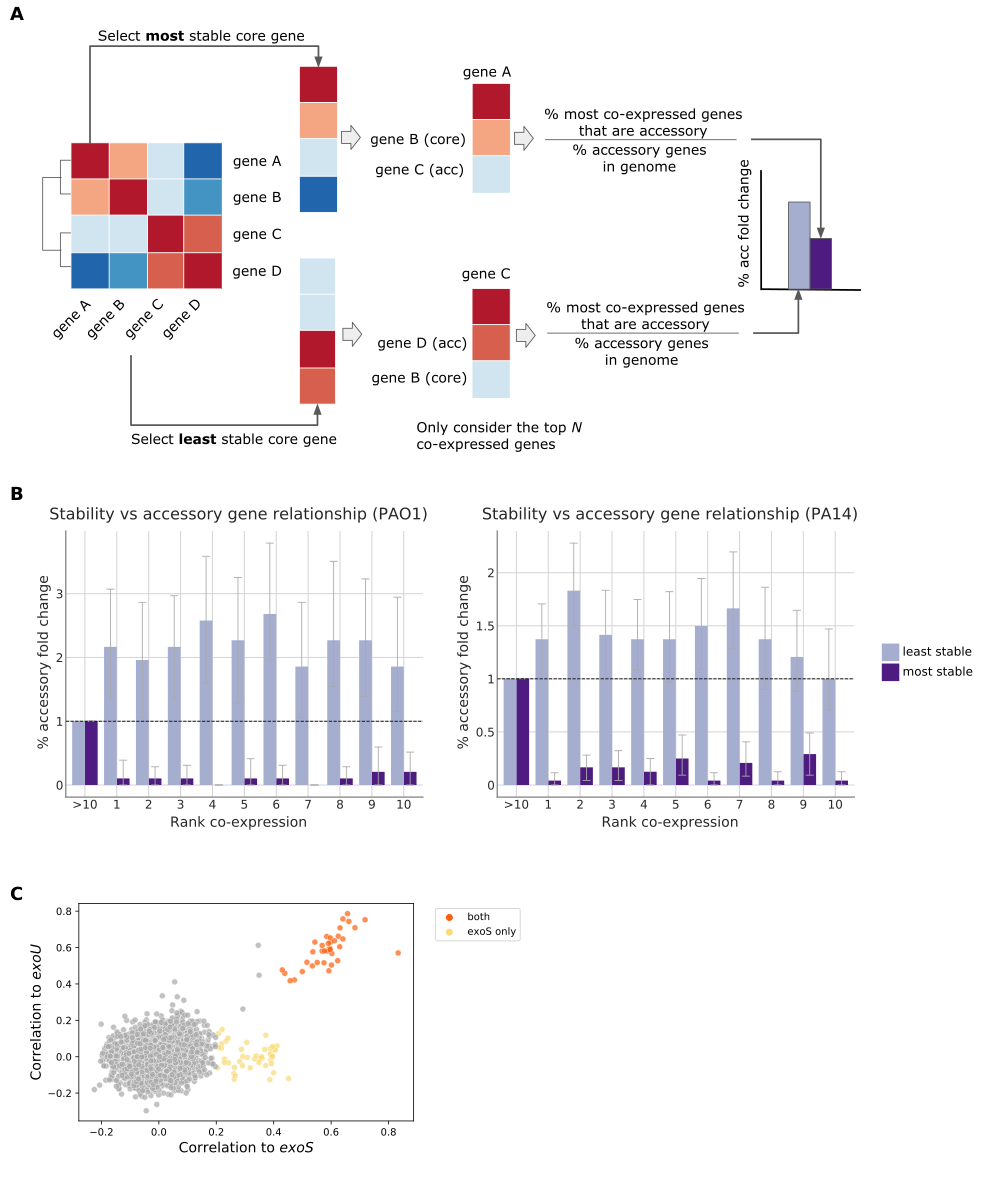 A
Select most stable core gene
gene A
gene B
gene C
gene D
gene A
gene B
gene C
gene D
Select least stable core gene
gene A
gene B (core)
gene C (acc)
gene C
gene D (acc)
gene B (core)
Only consider the top N
co-expressed genes
% most co-expressed genes
that are accessory
% accessory genes
in genome
% most co-expressed genes
that are accessory
% accessory genes
in genome
% acc fold change
B
Stability vs accessory gene relationship (PAO1)
% accessory fold change
3
2
1
0
>10 1 2 3 4 5 6 7 8 9 10
Rank co-expression
Stability vs accessory gene relationship (PA14)
% accessory fold change
2
1.5
1
0.5
0
>10 1 2 3 4 5 6 7 8 9 10
Rank co-expression
least stable
most stable
C
Correlation to exoU
0.8
0.6
0.4
0.2
0.0
−0.2
−0.2 0.0 0.2 0.4 0.6 0.8
Correlation to exoS
both
exoS only